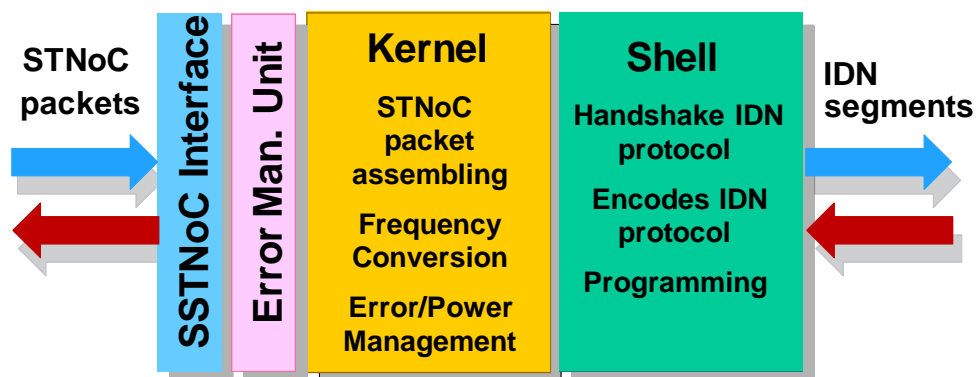 STNoC
packets
SSTNoC Interface
Error Man. Unit
Kernel
STNoC
packet
assembling
Frequency
Conversion
Error/Power
Management
Shell
Handshake IDN
protocol
Encodes IDN
protocol
Programming
IDN
segments